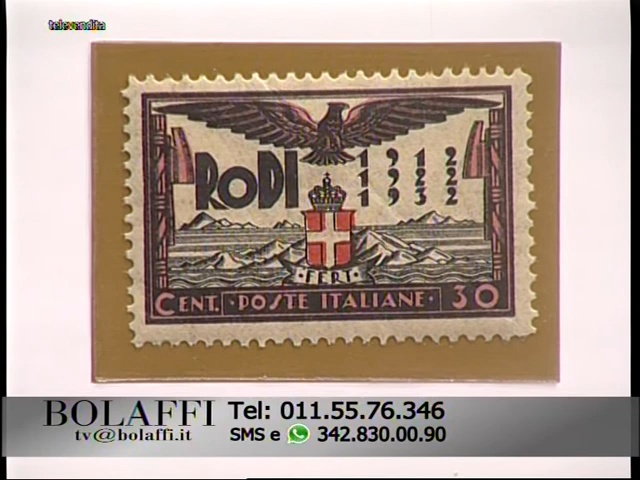 televendita
RODI 1912
1922
1932
·FERT·
CENT. ·POSTE ITALIANE· 30
BOLAFFI Tel: 011.55.76.346
tv@bolaffi.it SMS e 342.830.00.90